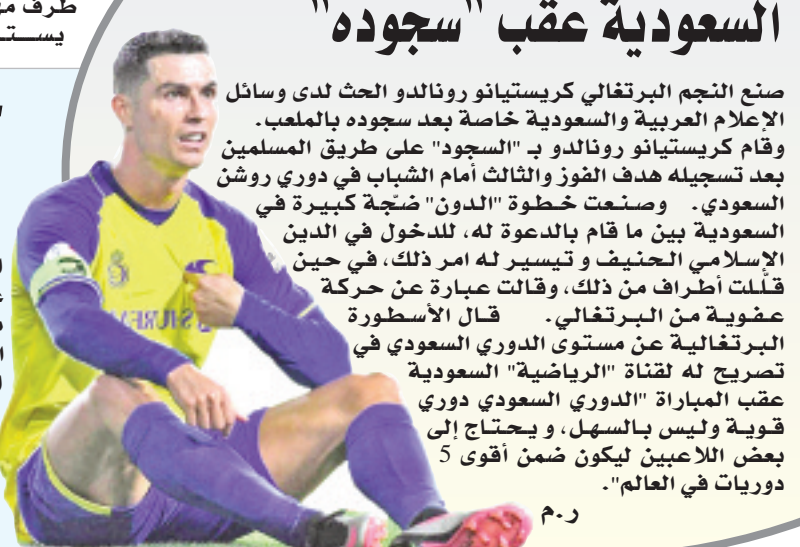 طرف مو
يستـ
السعودية عقب "سجوده"
صنع النجم البرتغالي كريستيانو رونالدو الحث لدى وسائل
الإعلام العربية والسعودية خاصة بعد سجوده بالملعب.
وقام كريستيانو رونالدو بـ "السجود" على طريق المسلمين
بعد تسجيله هدف الفوز والثالث أمام الشباب في دوري روشن
السعودي. وصنعت خطوة "الدون" ضّجة كبيرة في
السعودية بين ما قام بالدعوة له، للدخول في الدين
الإسلامي الحنيف و تيسير له امر ذلك، في حين
قلّلت أطراف من ذلك، وقالت عبارة عن حركة
عفوية من البرتغالي. قال الأسطورة
البرتغالية عن مستوى الدوري السعودي في
تصريح له لقناة "الرياضية" السعودية
عقب المباراة "الدوري السعودي دوري
قوية وليس بالسهل، و يحتاج إلى
بعض اللاعبين ليكون ضمن أقوى 5
دوريات في العالم".
ر.م